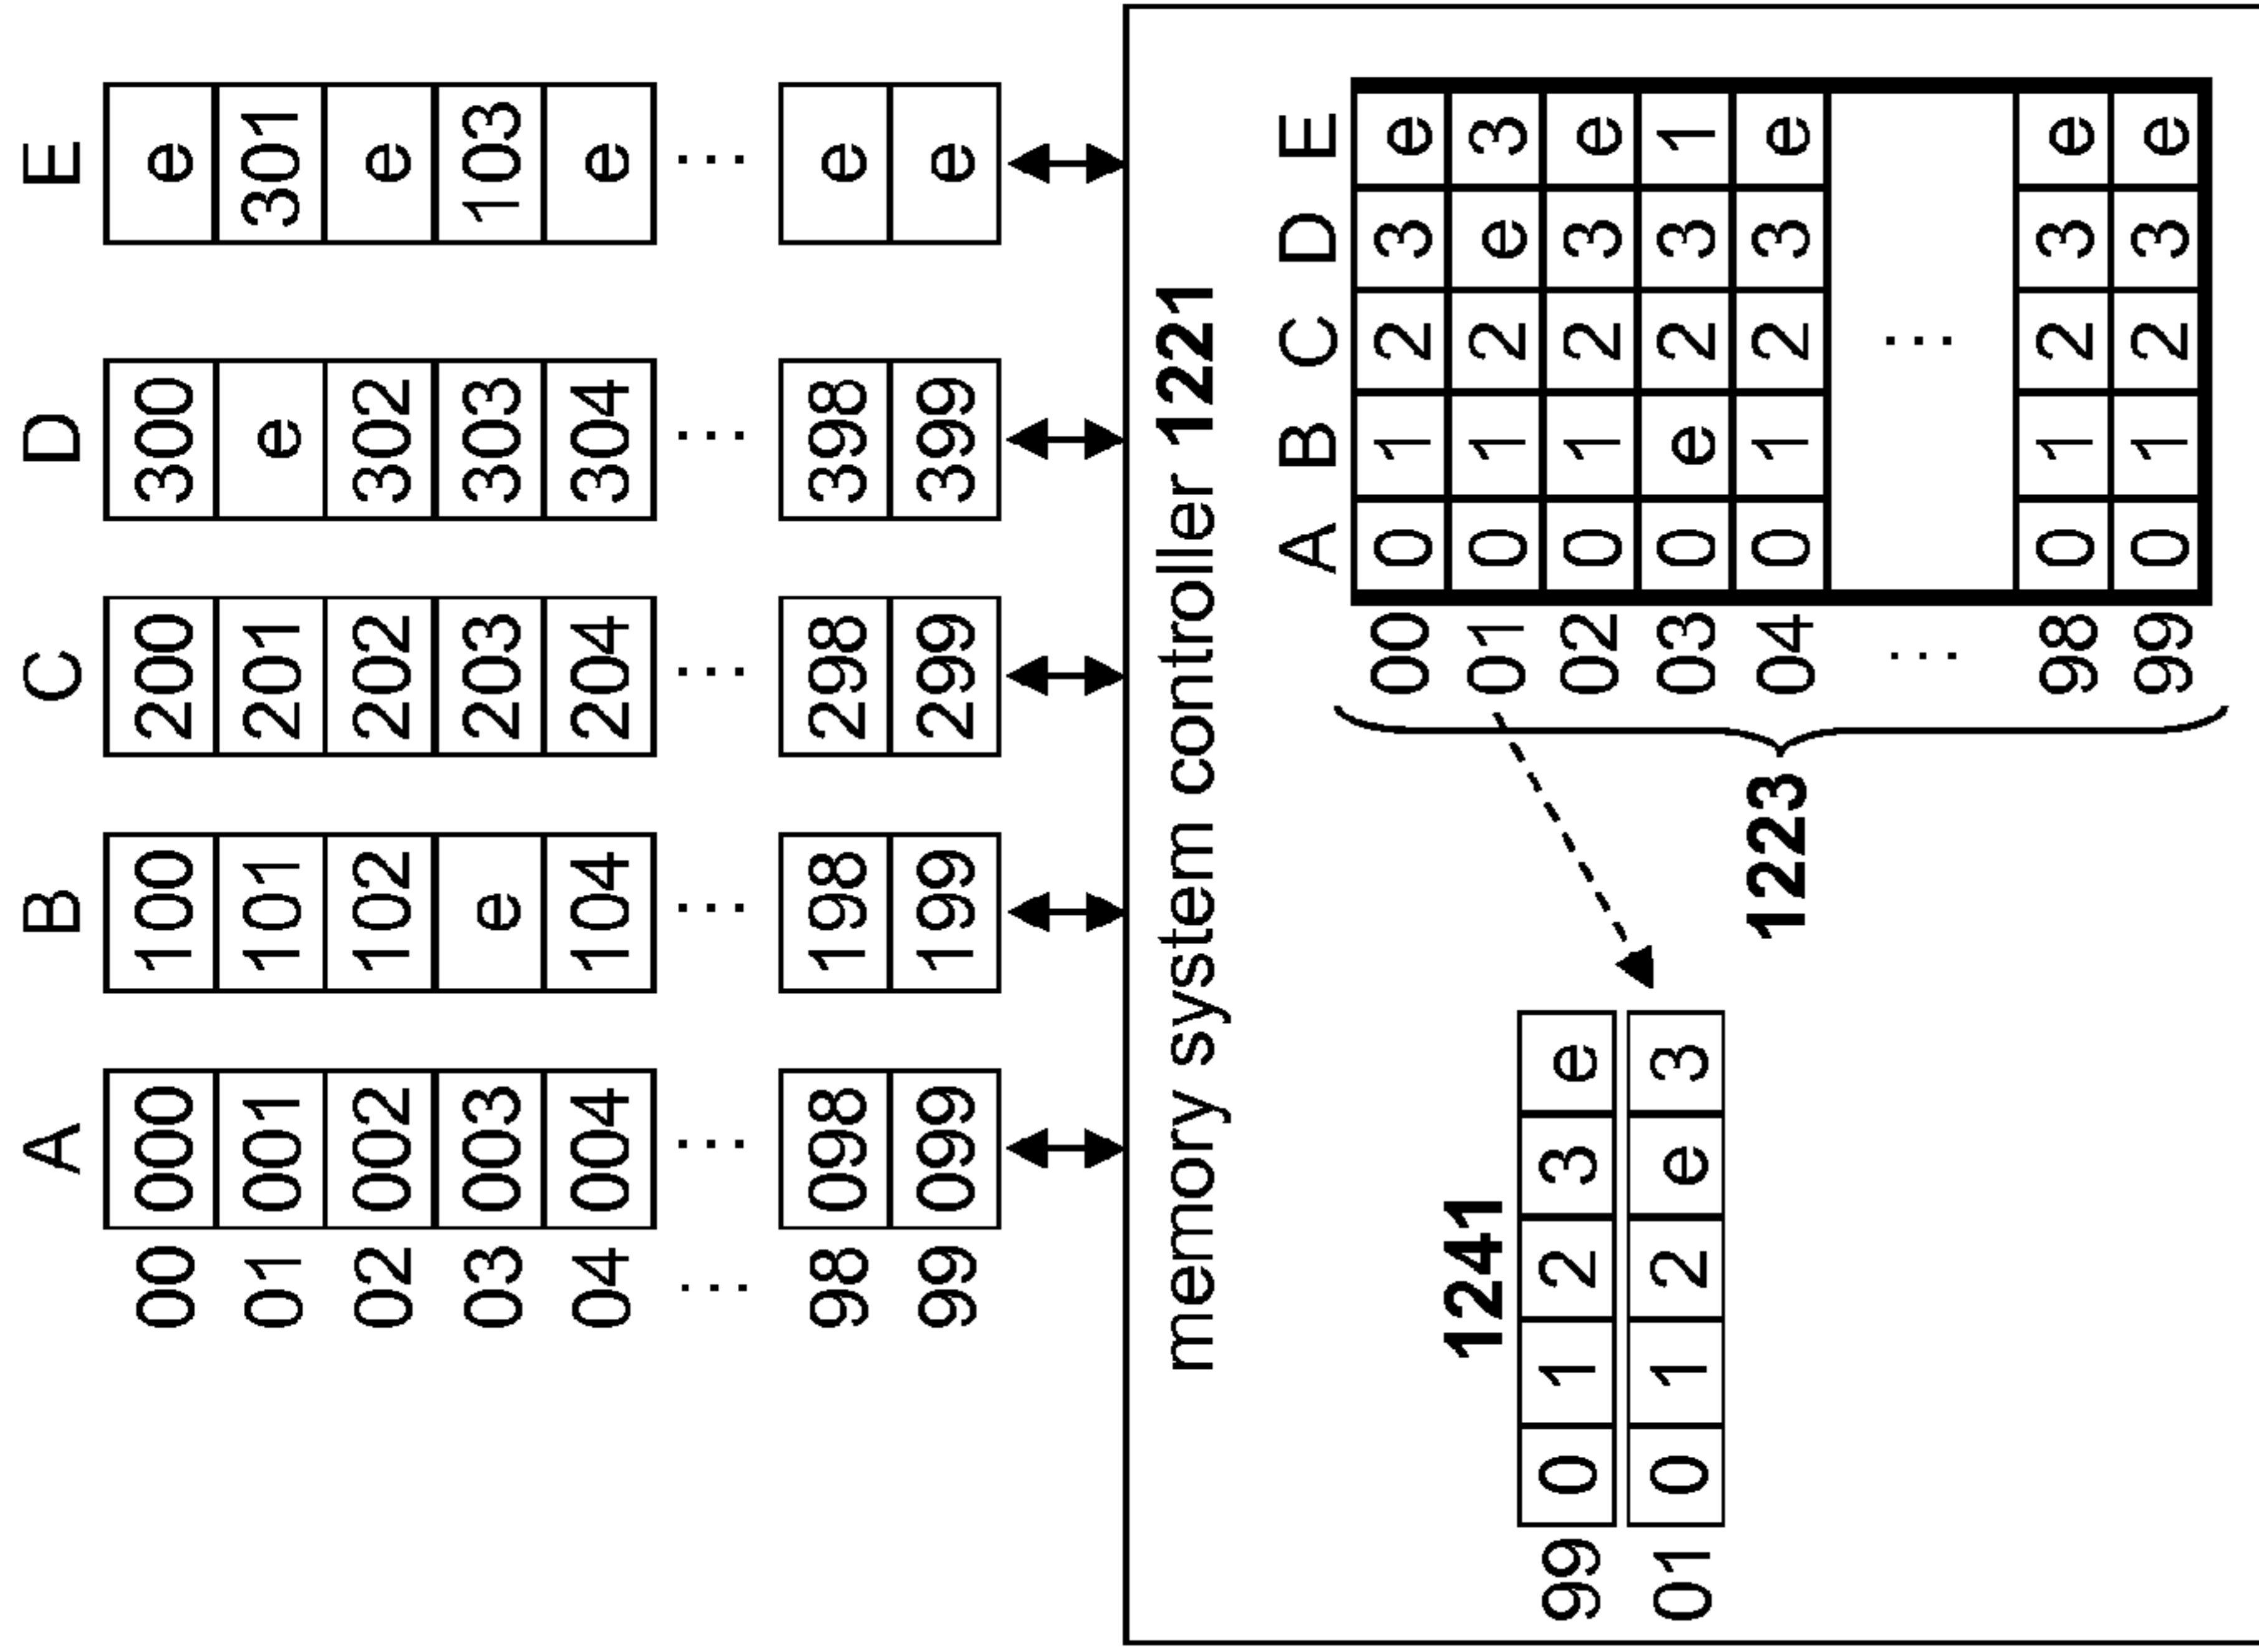 A B C D E
00 000 100 200 300 e
01 001 101 201 e 301
02 002 102 202 302 e
03 003 e 203 303 103
04 004 104 204 304 e
... ... ... ... ... ...
98 098 198 298 398 e
99 099 199 299 399 e
memory system controller 1221
1241
99 0 1 2 3 e
01 0 1 2 e 3
1223
A B C D E
00 0 1 2 3 e
01 0 1 2 e 3
02 0 1 2 3 e
03 0 e 2 3 1
04 0 1 2 3 e
... ...
98 0 1 2 3 e
99 0 1 2 3 e